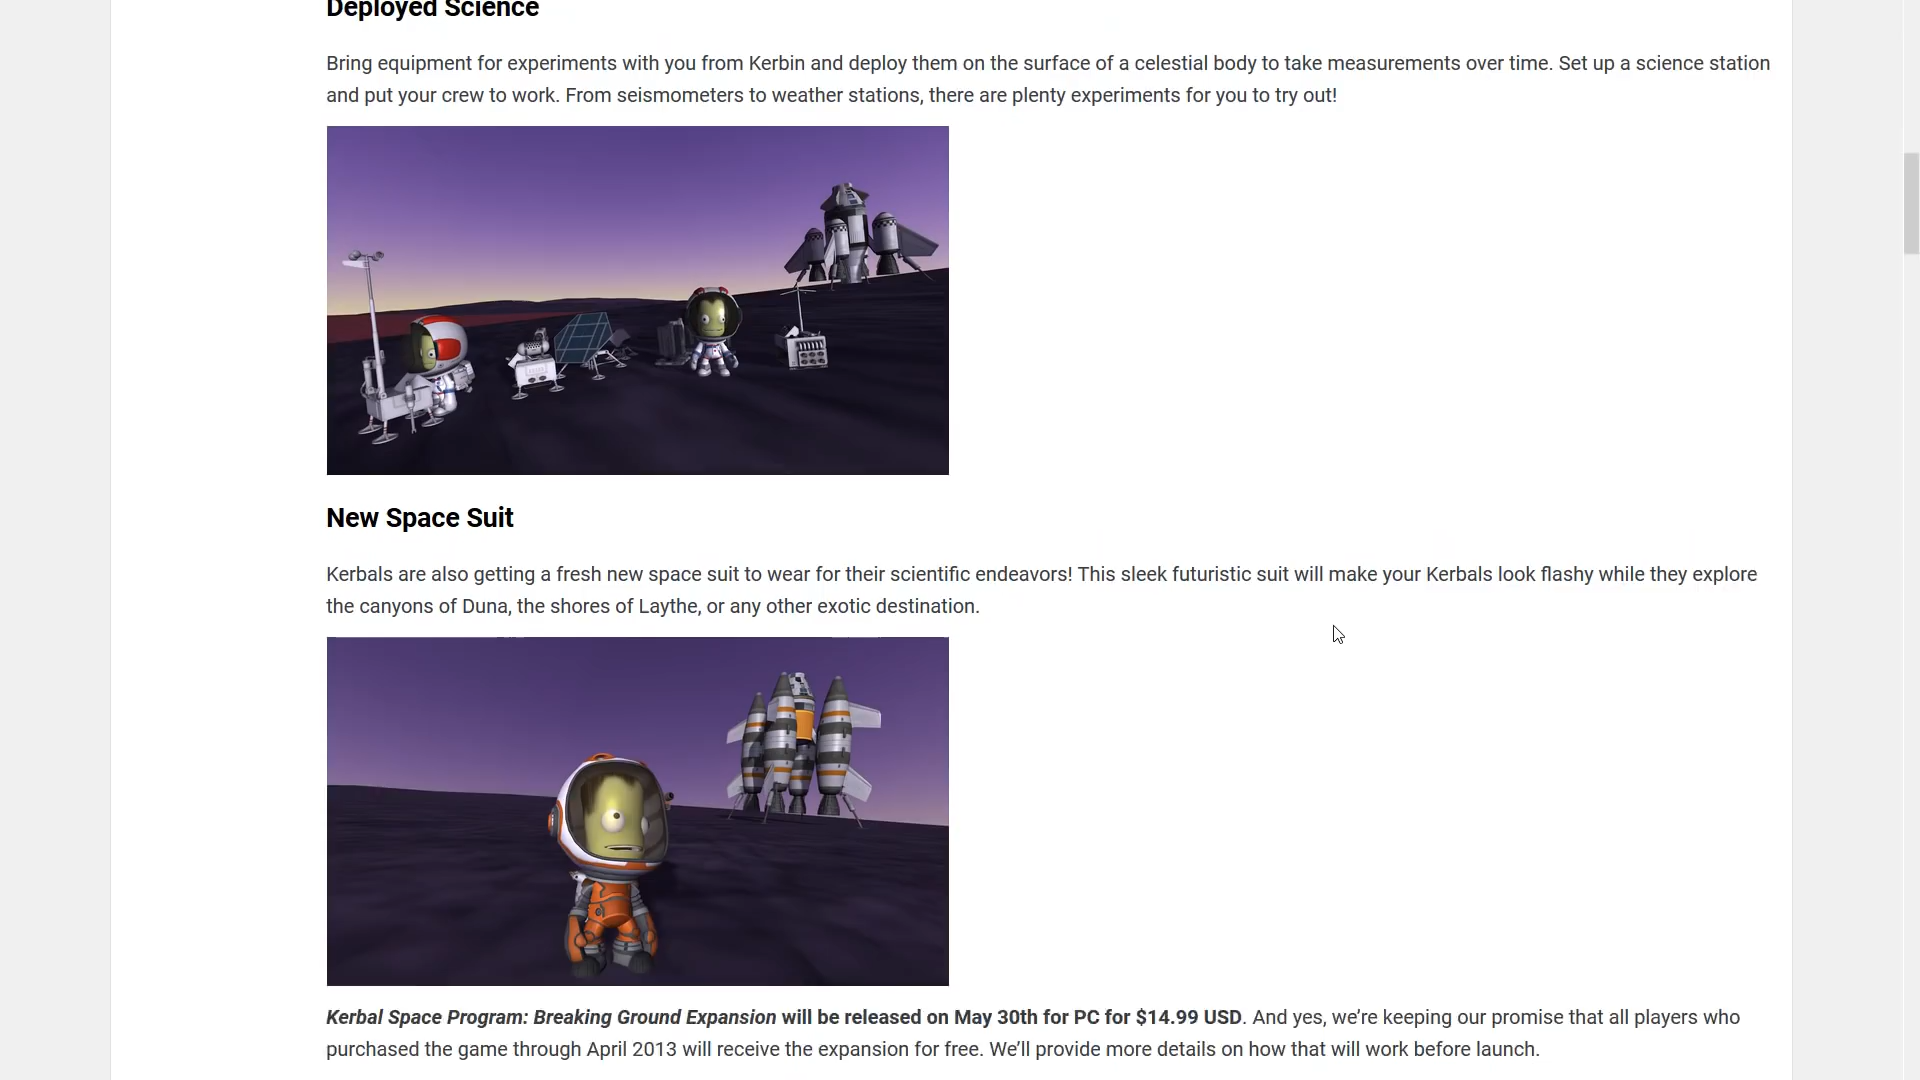 Deployed Science
Bring equipment for experiments with you from Kerbin and deploy them on the surface of a celestial body to take measurements over time. Set up a science station
and put your crew to work. From seismometers to weather stations, there are plenty experiments for you to try out!
New Space Suit
Kerbals are also getting a fresh new space suit to wear for their scientific endeavors! This sleek futuristic suit will make your Kerbals look flashy while they explore
the canyons of Duna, the shores of Laythe, or any other exotic destination.
Kerbal Space Program: Breaking Ground Expansion will be released on May 30th for PC for $14.99 USD. And yes, we’re keeping our promise that all players who
purchased the game through April 2013 will receive the expansion for free. We’ll provide more details on how that will work before launch.